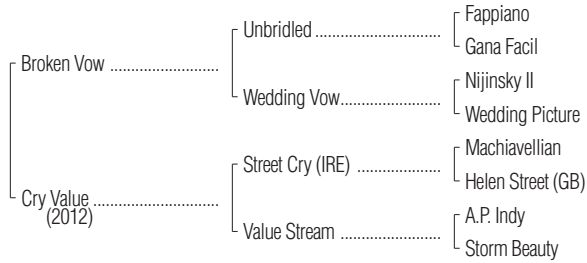 Fappiano
Unbridled
Gana Facil
Broken Vow
Nijinsky II
Wedding Vow
Wedding Picture
Machiavellian
Street Cry (IRE)
Helen Street (GB)
Cry Value
(2012)
A.P. Indy
Value Stream
Storm Beauty